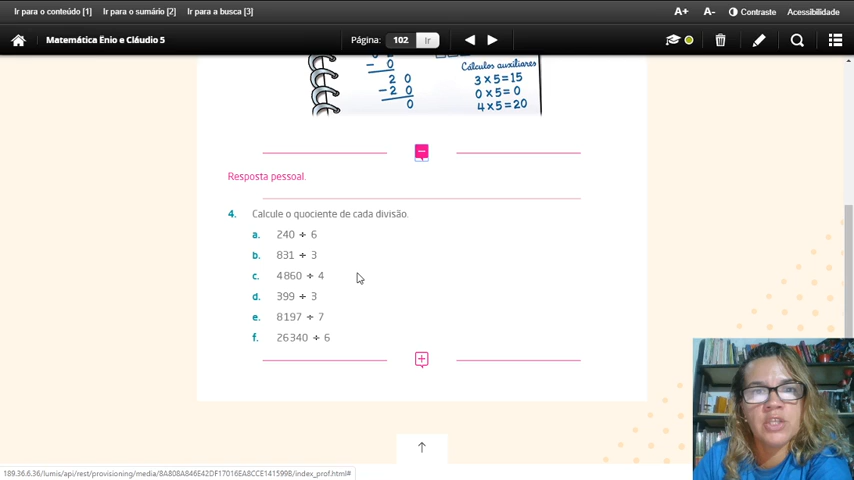 Ir para o conteúdo [1] Ir para o sumário [2] Ir para a busca [3] A+ A- Contraste Acessibilidade
Matemática Ênio e Cláudio 5 Página: 102 Ir
- 0 Cálculos auxiliares
2 0 3 x 5 = 15
- 2 0 0 x 5 = 0
0 4 x 5 = 20
Resposta pessoal.
4. Calcule o quociente de cada divisão.
a. 240 ÷ 6
b. 831 ÷ 3
c. 4860 ÷ 4
d. 399 ÷ 3
e. 8197 ÷ 7
f. 26340 ÷ 6
189.36.6.36/lumis/api/rest/provisioning/media/8A808A846E42DF17016EA8CCE1415998/index_prof.html#